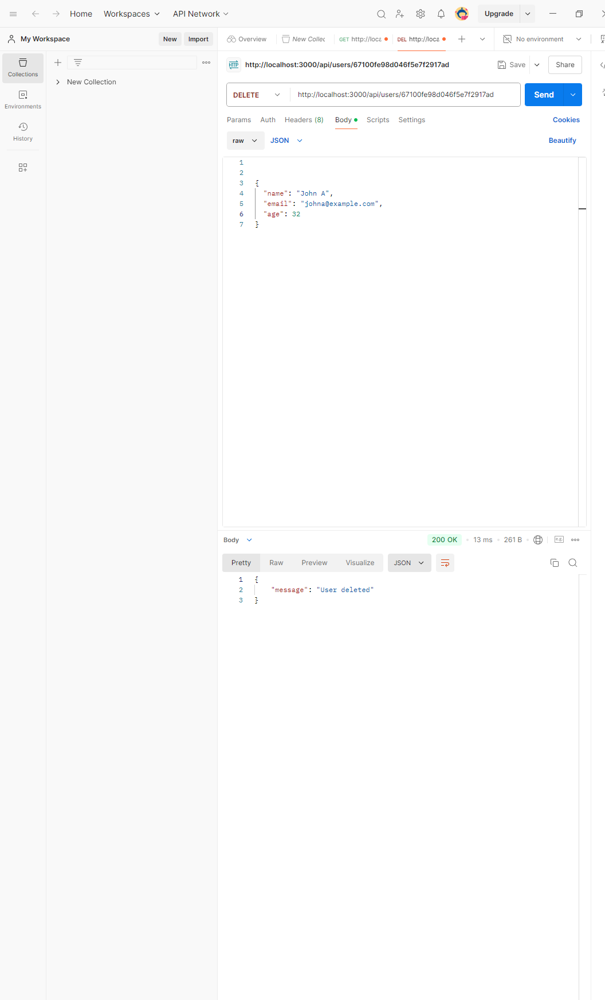 Home Workspaces API Network Upgrade
My Workspace New Import Overview New Collec GET http://loca DEL http://loca No environment
Collections
Environments
History
New Collection
HTTP http://localhost:3000/api/users/67100fe98d046f5e7f2917ad Save Share
DELETE http://localhost:3000/api/users/67100fe98d046f5e7f2917ad Send
Params Auth Headers (8) Body Scripts Settings Cookies
raw JSON Beautify
1
2
3 {
4 "name": "John A",
5 "email": "johna@example.com",
6 "age": 32
7 }
Body 200 OK 13 ms 261 B e.g.
Pretty Raw Preview Visualize JSON
1 {
2 "message": "User deleted"
3 }